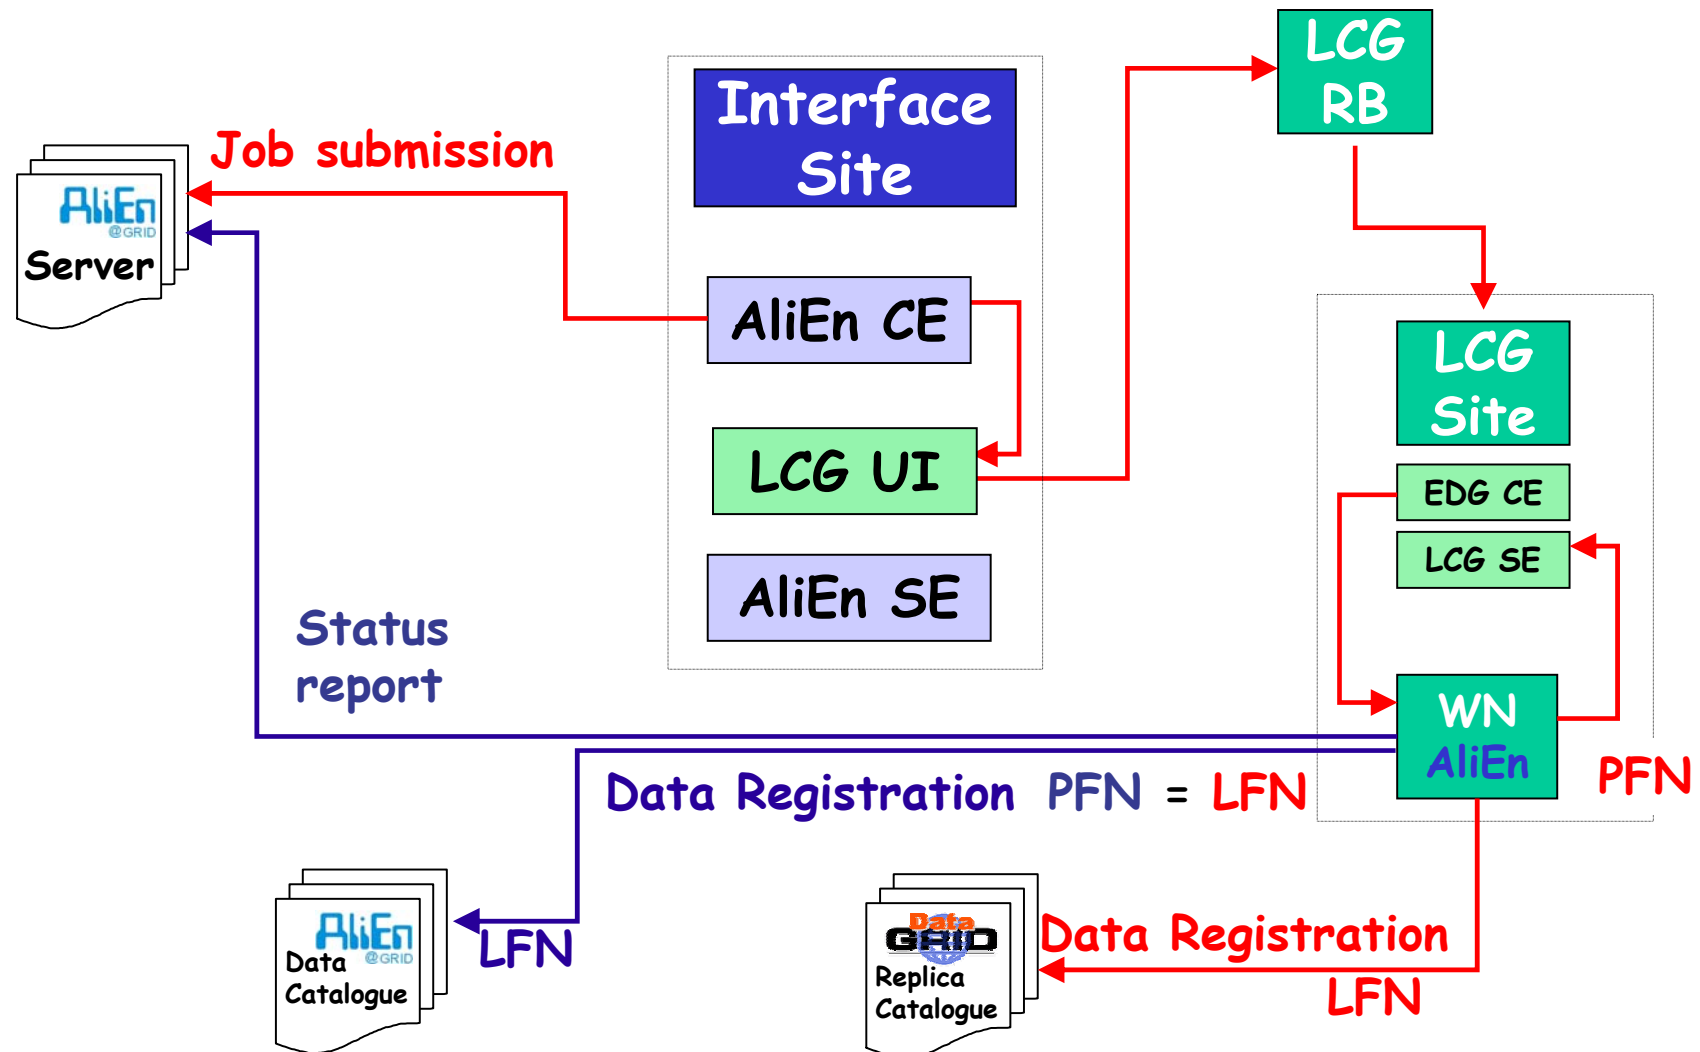 LCG
RB
Interface
Site
Job submission
AliEn
@GRID
Server
AliEn CE
LCG
Site
LCG UI
EDG CE
LCG SE
AliEn SE
Status
report
WN
AliEn
PFN
Data Registration PFN = LFN
AliEn
@GRID
Data
Catalogue
LFN
Data
GRID
Replica
Catalogue
Data Registration
LFN